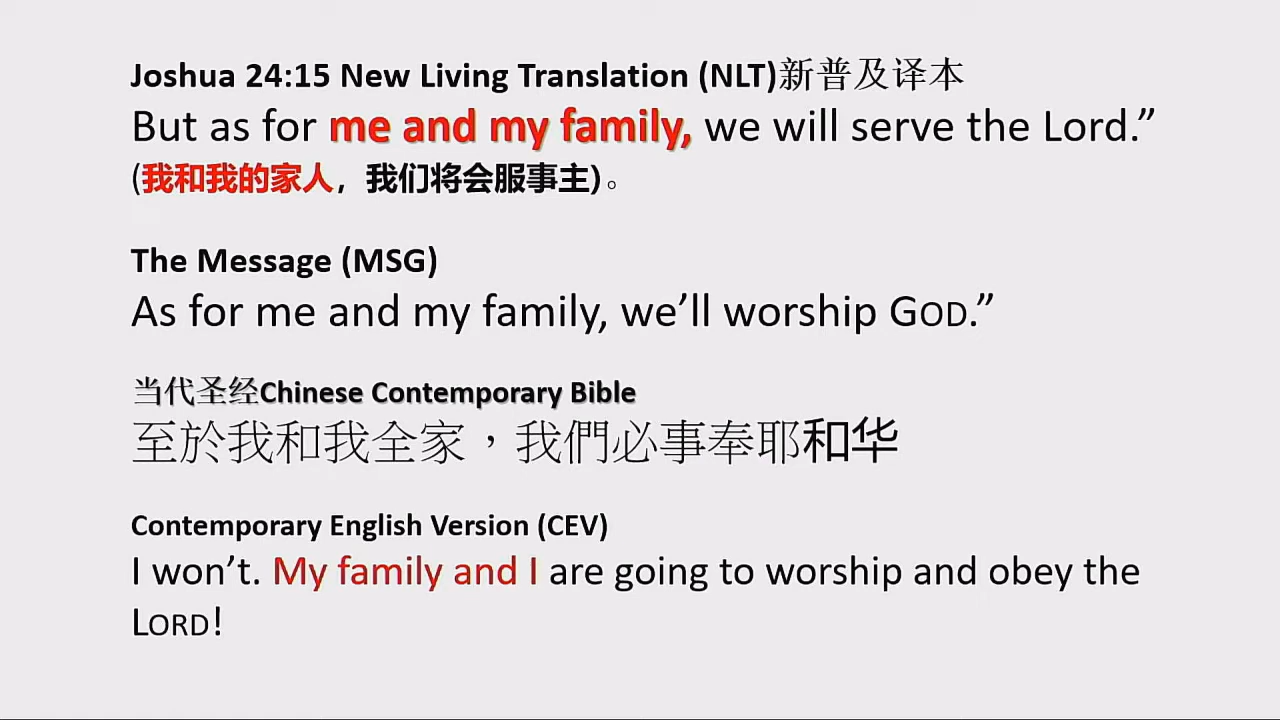 Joshua 24:15 New Living Translation (NLT)新普及译本
But as for me and my family, we will serve the Lord.”
(我和我的家人，我们将会服事主)。
The Message (MSG)
As for me and my family, we’ll worship GOD.”
当代圣经Chinese Contemporary Bible
至於我和我全家，我們必事奉耶和华
Contemporary English Version (CEV)
I won’t. My family and I are going to worship and obey the
LORD!